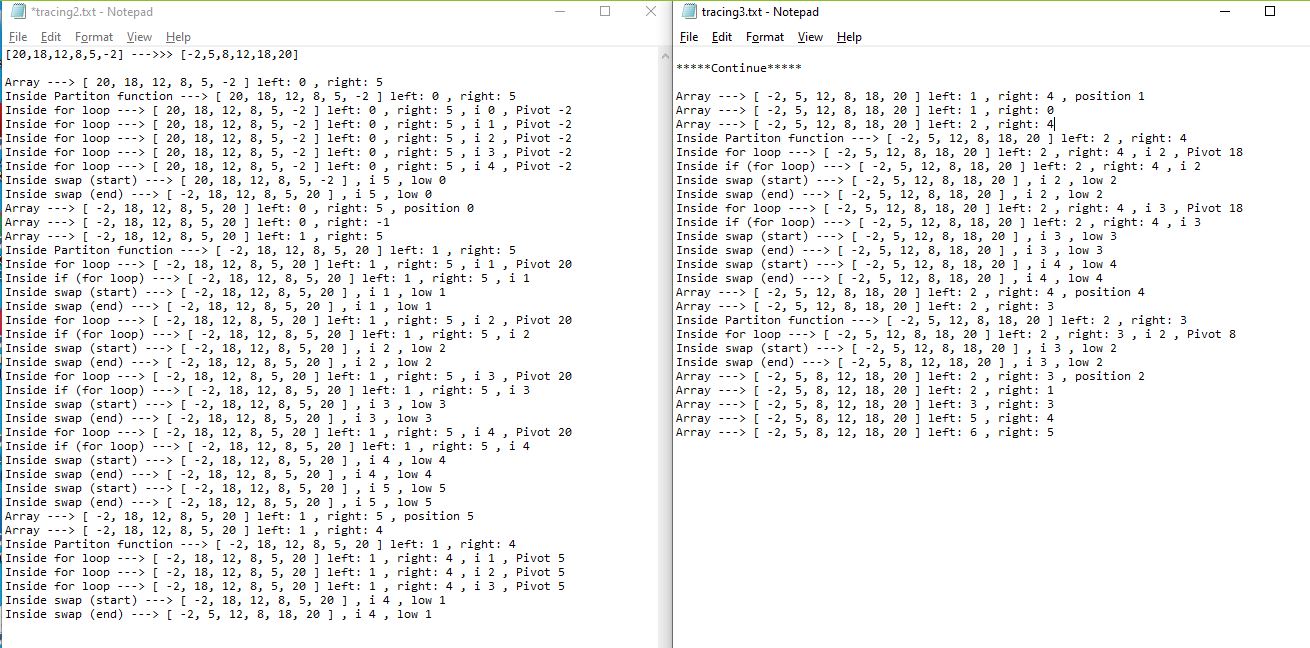 *tracing2.txt - Notepad
File Edit Format View Help
[20,18,12,8,5,-2] --->>> [-2,5,8,12,18,20]
Array ---> [ 20, 18, 12, 8, 5, -2 ] left: 0 , right: 5
Inside Partiton function ---> [ 20, 18, 12, 8, 5, -2 ] left: 0 , right: 5
Inside for loop ---> [ 20, 18, 12, 8, 5, -2 ] left: 0 , right: 5 , i 0 , Pivot -2
Inside for loop ---> [ 20, 18, 12, 8, 5, -2 ] left: 0 , right: 5 , i 1 , Pivot -2
Inside for loop ---> [ 20, 18, 12, 8, 5, -2 ] left: 0 , right: 5 , i 2 , Pivot -2
Inside for loop ---> [ 20, 18, 12, 8, 5, -2 ] left: 0 , right: 5 , i 3 , Pivot -2
Inside for loop ---> [ 20, 18, 12, 8, 5, -2 ] left: 0 , right: 5 , i 4 , Pivot -2
Inside swap (start) ---> [ 20, 18, 12, 8, 5, -2 ] , i 5 , low 0
Inside swap (end) ---> [ -2, 18, 12, 8, 5, 20 ] , i 5 , low 0
Array ---> [ -2, 18, 12, 8, 5, 20 ] left: 0 , right: 5 , position 0
Array ---> [ -2, 18, 12, 8, 5, 20 ] left: 0 , right: -1
Array ---> [ -2, 18, 12, 8, 5, 20 ] left: 1 , right: 5
Inside Partiton function ---> [ -2, 18, 12, 8, 5, 20 ] left: 1 , right: 5
Inside for loop ---> [ -2, 18, 12, 8, 5, 20 ] left: 1 , right: 5 , i 1 , Pivot 20
Inside if (for loop) ---> [ -2, 18, 12, 8, 5, 20 ] left: 1 , right: 5 , i 1
Inside swap (start) ---> [ -2, 18, 12, 8, 5, 20 ] , i 1 , low 1
Inside swap (end) ---> [ -2, 18, 12, 8, 5, 20 ] , i 1 , low 1
Inside for loop ---> [ -2, 18, 12, 8, 5, 20 ] left: 1 , right: 5 , i 2 , Pivot 20
Inside if (for loop) ---> [ -2, 18, 12, 8, 5, 20 ] left: 1 , right: 5 , i 2
Inside swap (start) ---> [ -2, 18, 12, 8, 5, 20 ] , i 2 , low 2
Inside swap (end) ---> [ -2, 18, 12, 8, 5, 20 ] , i 2 , low 2
Inside for loop ---> [ -2, 18, 12, 8, 5, 20 ] left: 1 , right: 5 , i 3 , Pivot 20
Inside if (for loop) ---> [ -2, 18, 12, 8, 5, 20 ] left: 1 , right: 5 , i 3
Inside swap (start) ---> [ -2, 18, 12, 8, 5, 20 ] , i 3 , low 3
Inside swap (end) ---> [ -2, 18, 12, 8, 5, 20 ] , i 3 , low 3
Inside for loop ---> [ -2, 18, 12, 8, 5, 20 ] left: 1 , right: 5 , i 4 , Pivot 20
Inside if (for loop) ---> [ -2, 18, 12, 8, 5, 20 ] left: 1 , right: 5 , i 4
Inside swap (start) ---> [ -2, 18, 12, 8, 5, 20 ] , i 4 , low 4
Inside swap (end) ---> [ -2, 18, 12, 8, 5, 20 ] , i 4 , low 4
Inside swap (start) ---> [ -2, 18, 12, 8, 5, 20 ] , i 5 , low 5
Inside swap (end) ---> [ -2, 18, 12, 8, 5, 20 ] , i 5 , low 5
Array ---> [ -2, 18, 12, 8, 5, 20 ] left: 1 , right: 5 , position 5
Array ---> [ -2, 18, 12, 8, 5, 20 ] left: 1 , right: 4
Inside Partiton function ---> [ -2, 18, 12, 8, 5, 20 ] left: 1 , right: 4
Inside for loop ---> [ -2, 18, 12, 8, 5, 20 ] left: 1 , right: 4 , i 1 , Pivot 5
Inside for loop ---> [ -2, 18, 12, 8, 5, 20 ] left: 1 , right: 4 , i 2 , Pivot 5
Inside for loop ---> [ -2, 18, 12, 8, 5, 20 ] left: 1 , right: 4 , i 3 , Pivot 5
Inside swap (start) ---> [ -2, 18, 12, 8, 5, 20 ] , i 4 , low 1
Inside swap (end) ---> [ -2, 5, 12, 8, 18, 20 ] , i 4 , low 1
tracing3.txt - Notepad
File Edit Format View Help
*****Continue*****
Array ---> [ -2, 5, 12, 8, 18, 20 ] left: 1 , right: 4 , position 1
Array ---> [ -2, 5, 12, 8, 18, 20 ] left: 1 , right: 0
Array ---> [ -2, 5, 12, 8, 18, 20 ] left: 2 , right: 4
Inside Partiton function ---> [ -2, 5, 12, 8, 18, 20 ] left: 2 , right: 4
Inside for loop ---> [ -2, 5, 12, 8, 18, 20 ] left: 2 , right: 4 , i 2 , Pivot 18
Inside if (for loop) ---> [ -2, 5, 12, 8, 18, 20 ] left: 2 , right: 4 , i 2
Inside swap (start) ---> [ -2, 5, 12, 8, 18, 20 ] , i 2 , low 2
Inside swap (end) ---> [ -2, 5, 12, 8, 18, 20 ] , i 2 , low 2
Inside for loop ---> [ -2, 5, 12, 8, 18, 20 ] left: 2 , right: 4 , i 3 , Pivot 18
Inside if (for loop) ---> [ -2, 5, 12, 8, 18, 20 ] left: 2 , right: 4 , i 3
Inside swap (start) ---> [ -2, 5, 12, 8, 18, 20 ] , i 3 , low 3
Inside swap (end) ---> [ -2, 5, 12, 8, 18, 20 ] , i 3 , low 3
Inside swap (start) ---> [ -2, 5, 12, 8, 18, 20 ] , i 4 , low 4
Inside swap (end) ---> [ -2, 5, 12, 8, 18, 20 ] , i 4 , low 4
Array ---> [ -2, 5, 12, 8, 18, 20 ] left: 2 , right: 4 , position 4
Array ---> [ -2, 5, 12, 8, 18, 20 ] left: 2 , right: 3
Inside Partiton function ---> [ -2, 5, 12, 8, 18, 20 ] left: 2 , right: 3
Inside for loop ---> [ -2, 5, 12, 8, 18, 20 ] left: 2 , right: 3 , i 2 , Pivot 8
Inside swap (start) ---> [ -2, 5, 12, 8, 18, 20 ] , i 3 , low 2
Inside swap (end) ---> [ -2, 5, 8, 12, 18, 20 ] , i 3 , low 2
Array ---> [ -2, 5, 8, 12, 18, 20 ] left: 2 , right: 3 , position 2
Array ---> [ -2, 5, 8, 12, 18, 20 ] left: 2 , right: 1
Array ---> [ -2, 5, 8, 12, 18, 20 ] left: 3 , right: 3
Array ---> [ -2, 5, 8, 12, 18, 20 ] left: 5 , right: 4
Array ---> [ -2, 5, 8, 12, 18, 20 ] left: 6 , right: 5